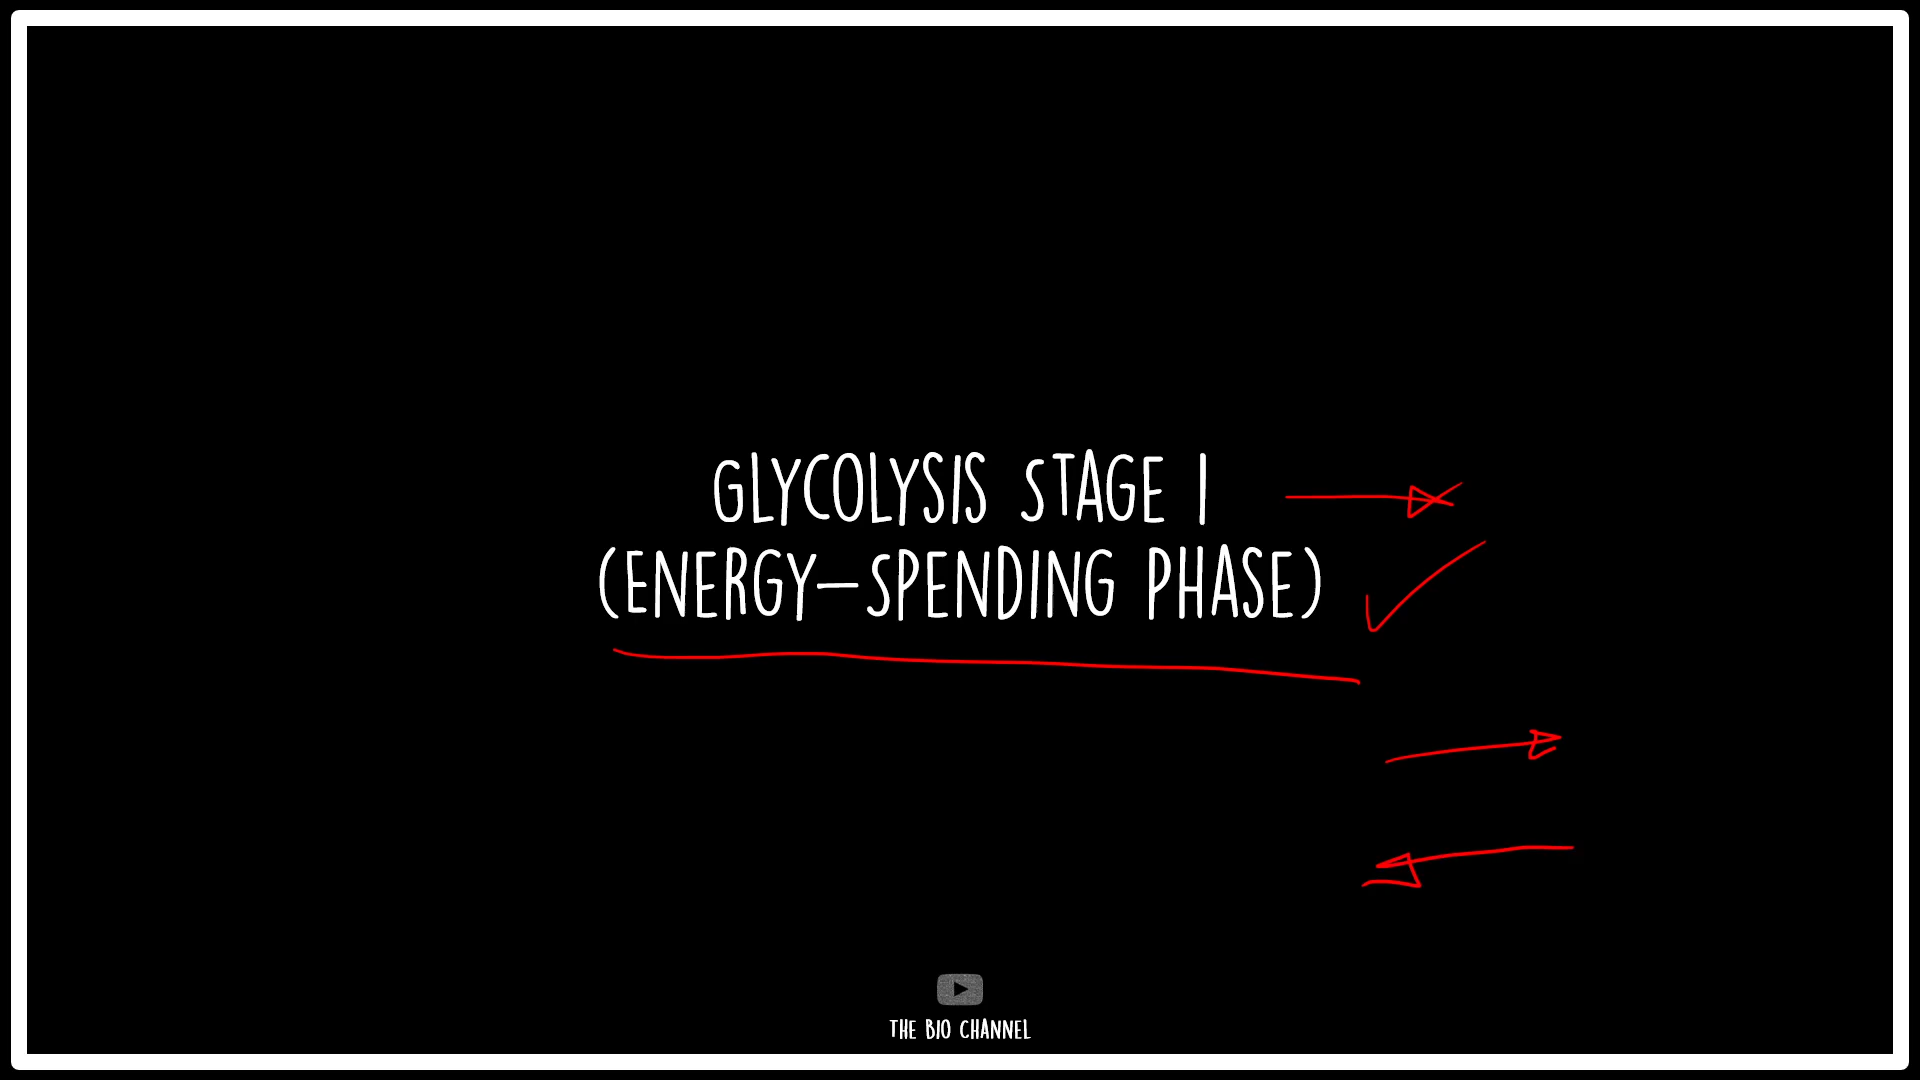 GLYCOLYSIS STAGE I
(ENERGY-SPENDING PHASE)
THE BIO CHANNEL